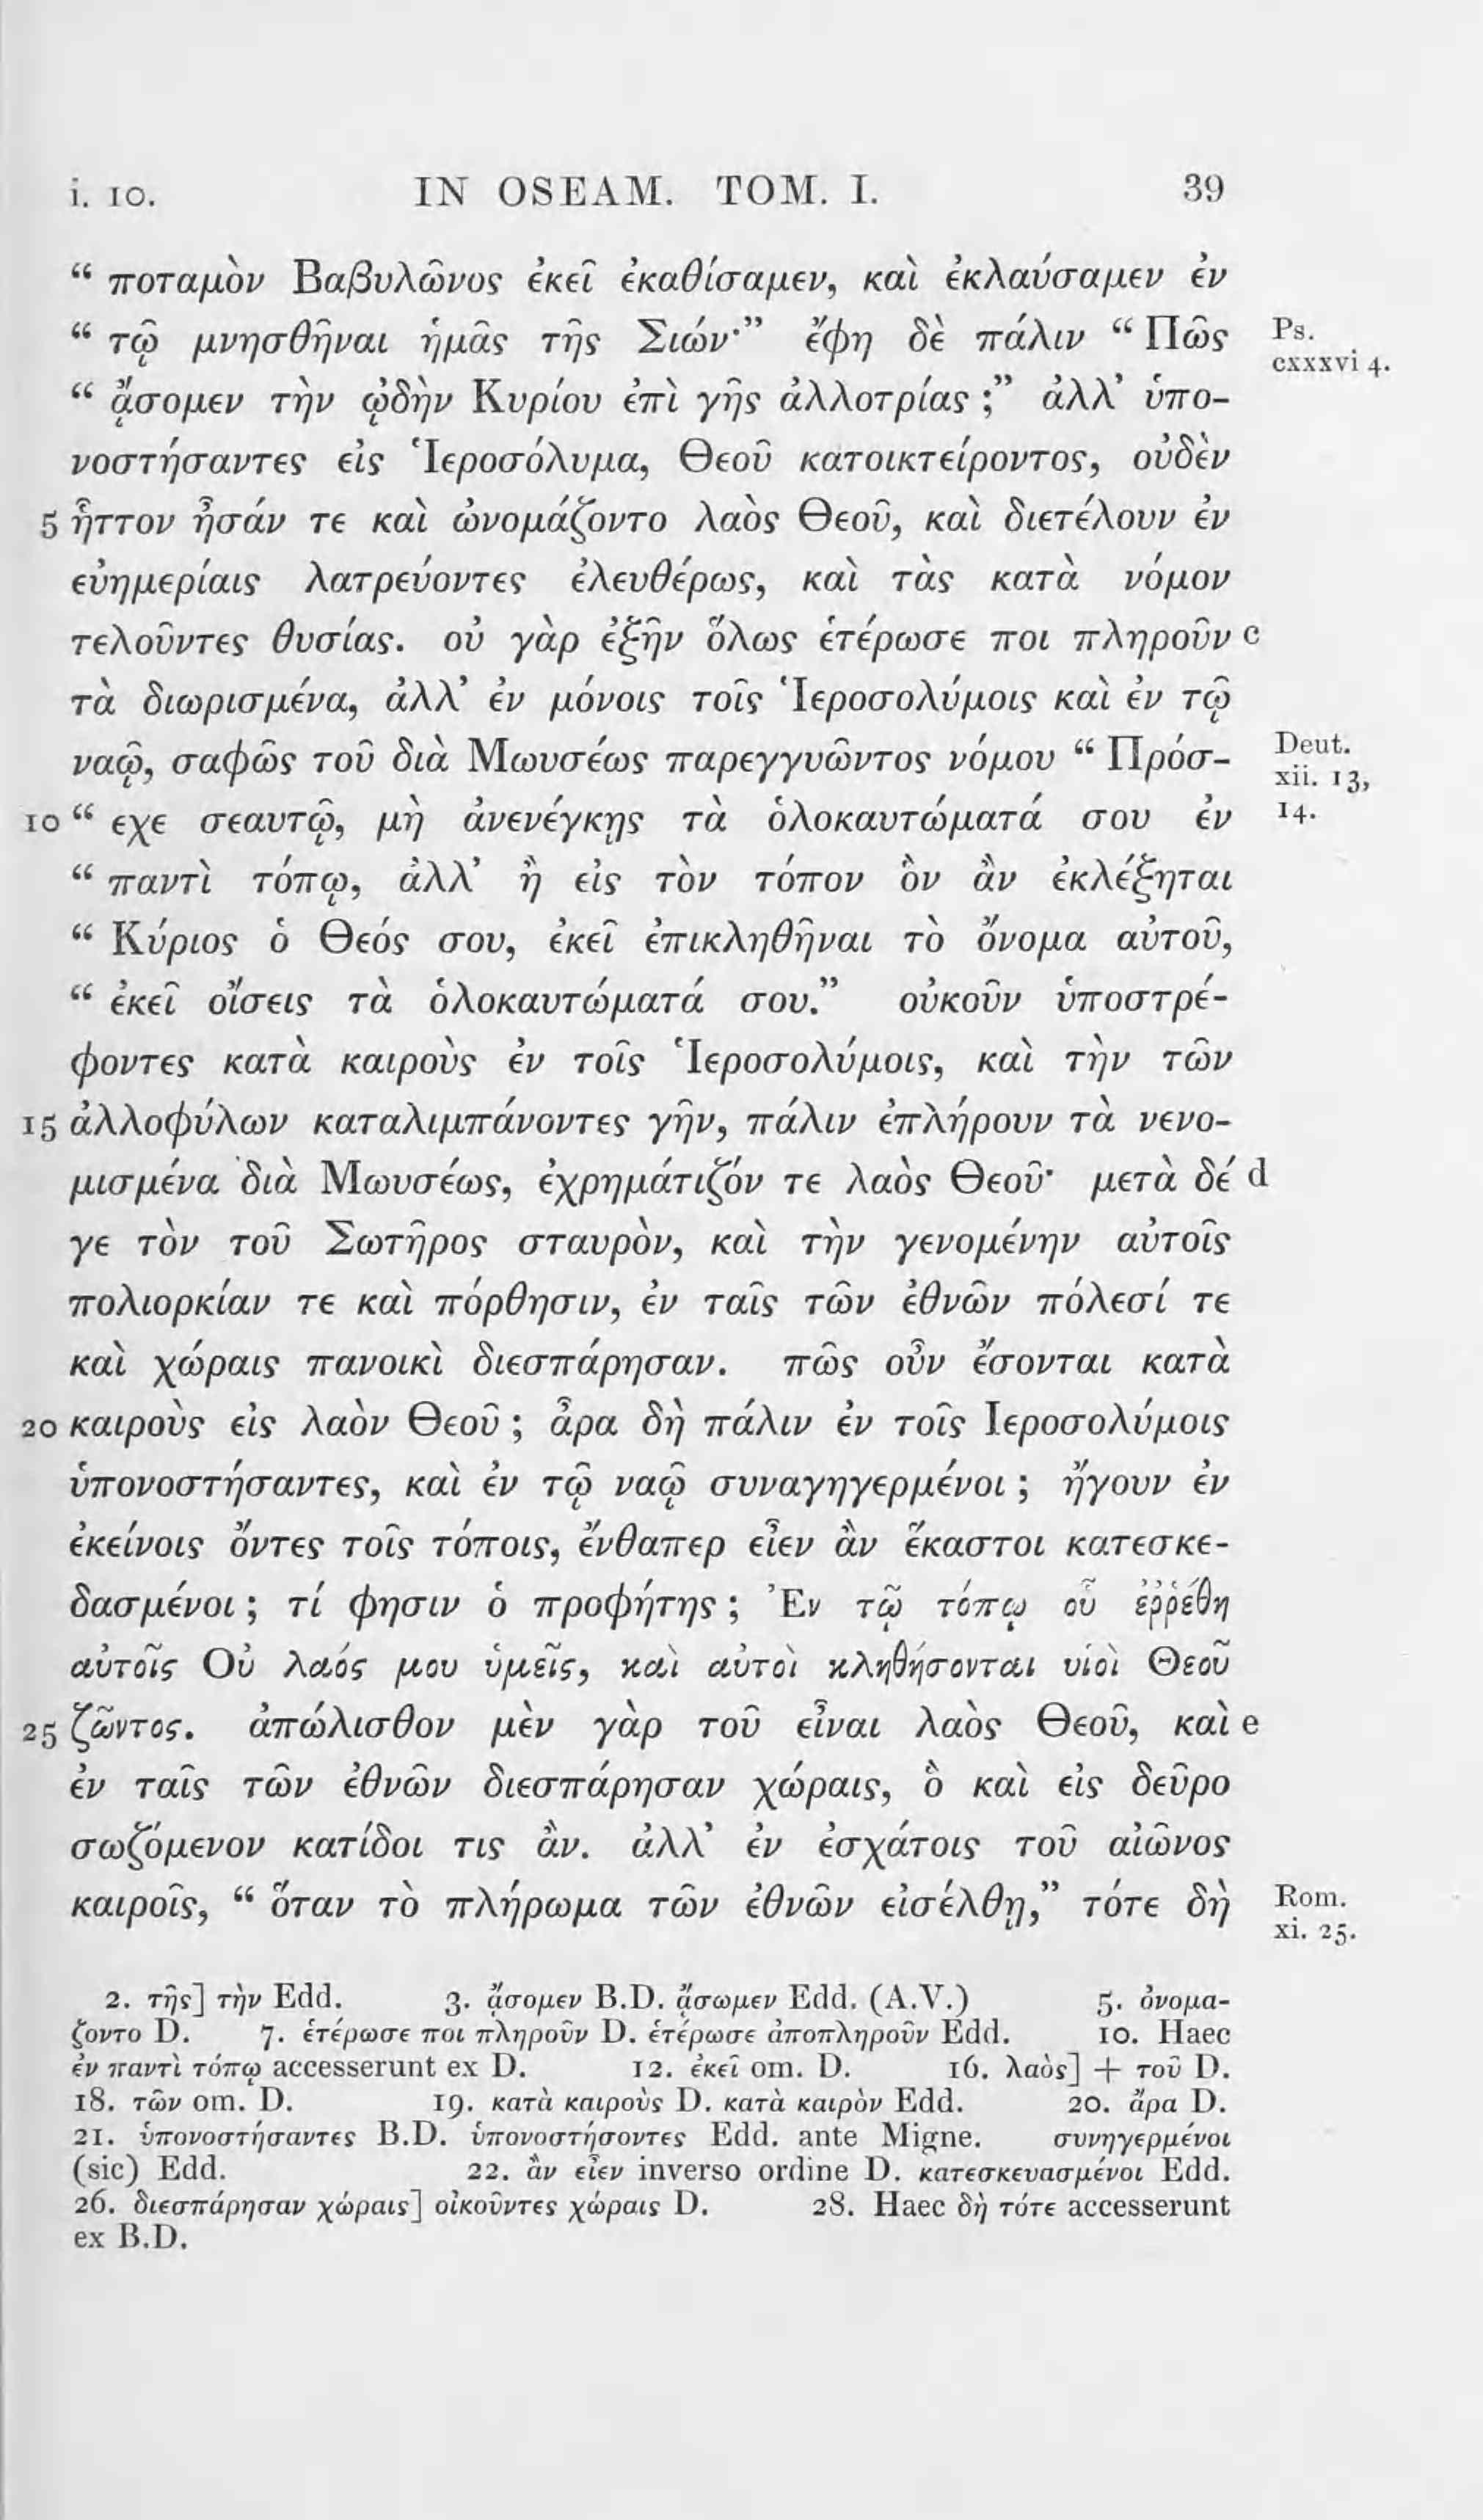 i. 10. IN OSEAM. TOM. I. 39
“ ποταμὸν Βαβυλῶνος ἐκεῖ ἐκαθίσαμεν, καὶ ἐκλαύσαμεν ἐν
“ τῷ μνησθῆναι ἡμᾶς τῆς Σιών·” ἔφη δὲ πάλιν “ Πῶς Ps. cxxxvi 4.
“ ᾄσομεν τὴν ᾠδὴν Κυρίου ἐπὶ γῆς ἀλλοτρίας ;” ἀλλ’ ὑπο-
νοστήσαντες εἰς Ἱεροσόλυμα, Θεοῦ κατοικτείροντος, οὐδὲν
5 ἧττον ἦσάν τε καὶ ὠνομάζοντο λαὸς Θεοῦ, καὶ διετέλουν ἐν
εὐημερίαις λατρεύοντες ἐλευθέρως, καὶ τὰς κατὰ νόμον
τελοῦντες θυσίας. οὐ γὰρ ἐξῆν ὅλως ἑτέρωσε ποι πληροῦν c
τὰ διωρισμένα, ἀλλ’ ἐν μόνοις τοῖς Ἱεροσολύμοις καὶ ἐν τῷ
ναῷ, σαφῶς τοῦ διὰ Μωυσέως παρεγγυῶντος νόμου “ Πρόσ- Deut. xii. 13,
10 “ εχε σεαυτῷ, μὴ ἀνενέγκῃς τὰ ὁλοκαυτώματά σου ἐν 14.
“ παντὶ τόπῳ, ἀλλ’ ἢ εἰς τὸν τόπον ὃν ἂν ἐκλέξηται
“ Κύριος ὁ Θεός σου, ἐκεῖ ἐπικληθῆναι τὸ ὄνομα αὐτοῦ,
“ ἐκεῖ οἴσεις τὰ ὁλοκαυτώματά σου.” οὐκοῦν ὑποστρέ-
φοντες κατὰ καιροὺς ἐν τοῖς Ἱεροσολύμοις, καὶ τὴν τῶν
15 ἀλλοφύλων καταλιμπάνοντες γῆν, πάλιν ἐπλήρουν τὰ νενο-
μισμένα διὰ Μωυσέως, ἐχρημάτιζόν τε λαὸς Θεοῦ· μετὰ δέ d
γε τὸν τοῦ Σωτῆρος σταυρὸν, καὶ τὴν γενομένην αὐτοῖς
πολιορκίαν τε καὶ πόρθησιν, ἐν ταῖς τῶν ἐθνῶν πόλεσί τε
καὶ χώραις πανοικὶ διεσπάρησαν. πῶς οὖν ἔσονται κατὰ
20 καιροὺς εἰς λαὸν Θεοῦ ; ἆρα δὴ πάλιν ἐν τοῖς Ιεροσολύμοις
ὑπονοστήσαντες, καὶ ἐν τῷ ναῷ συναγηγερμένοι ; ἤγουν ἐν
ἐκείνοις ὄντες τοῖς τόποις, ἔνθαπερ εἶεν ἂν ἕκαστοι κατεσκε-
δασμένοι ; τί φησιν ὁ προφήτης ; Ἐν τῷ τόπῳ οὗ ἐῤῥέθη
αὐτοῖς Οὐ λαός μου ὑμεῖς, καὶ αὐτοὶ κληθήσονται υἱοὶ Θεοῦ
25 ζῶντος. ἀπώλισθον μὲν γὰρ τοῦ εἶναι λαὸς Θεοῦ, καὶ e
ἐν ταῖς τῶν ἐθνῶν διεσπάρησαν χώραις, ὃ καὶ εἰς δεῦρο
σωζόμενον κατίδοι τις ἄν. ἀλλ’ ἐν ἐσχάτοις τοῦ αἰῶνος
καιροῖς, “ ὅταν τὸ πλήρωμα τῶν ἐθνῶν εἰσέλθῃ,” τότε δὴ Rom. xi. 25.
2. τῆς] τὴν Edd. 3. ᾄσομεν B.D. ᾄσωμεν Edd. (A.V.) 5. ὀνομα-
ζοντο D. 7. ἑτέρωσε ποι πληροῦν D. ἑτέρωσε ἀποπληροῦν Edd. 10. Haec
ἐν παντὶ τόπῳ accesserunt ex D. 12. ἐκεῖ om. D. 16. λαὸς] + τοῦ D.
18. τῶν om. D. 19. κατὰ καιροὺς D. κατὰ καιρὸν Edd. 20. ἄρα D.
21. ὑπονοστήσαντες B.D. ὑπονοστήσοντες Edd. ante Migne. συνηγερμένοι
(sic) Edd. 22. ἂν εἶεν inverso ordine D. κατεσκευασμένοι Edd.
26. διεσπάρησαν χώραις] οἰκοῦντες χώραις D. 28. Haec δὴ τότε accesserunt
ex B.D.